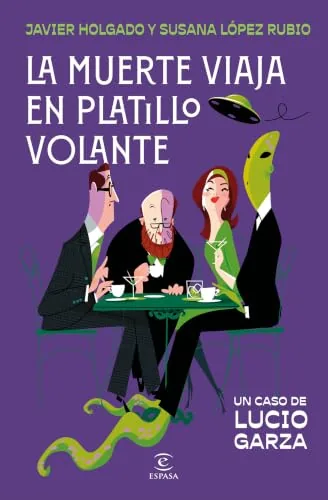 JAVIER HOLGADO Y SUSANA LÓPEZ RUBIO
LA MUERTE VIAJA
EN PLATILLO
VOLANTE
UN CASO DE
LUCIO
GARZA
e
ESPASA